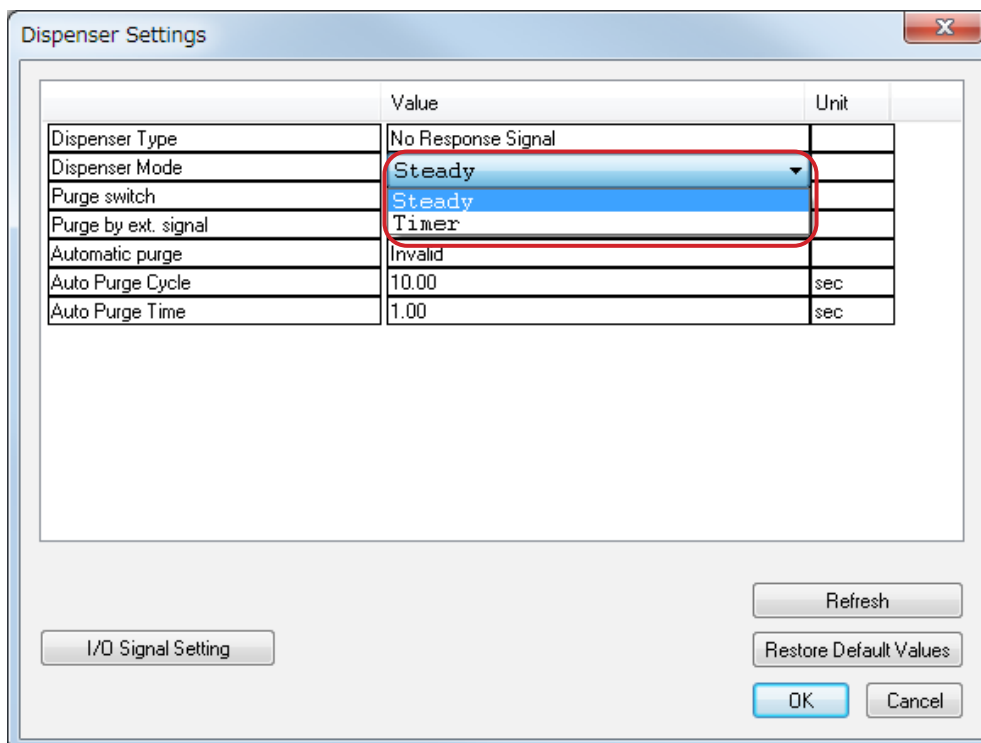 Dispenser Settings
Value Unit
Dispenser Type No Response Signal
Dispenser Mode Steady
Purge switch Steady
Purge by ext. signal Timer
Automatic purge Invalid
Auto Purge Cycle 10.00 sec
Auto Purge Time 1.00 sec
Refresh
I/O Signal Setting Restore Default Values
OK Cancel